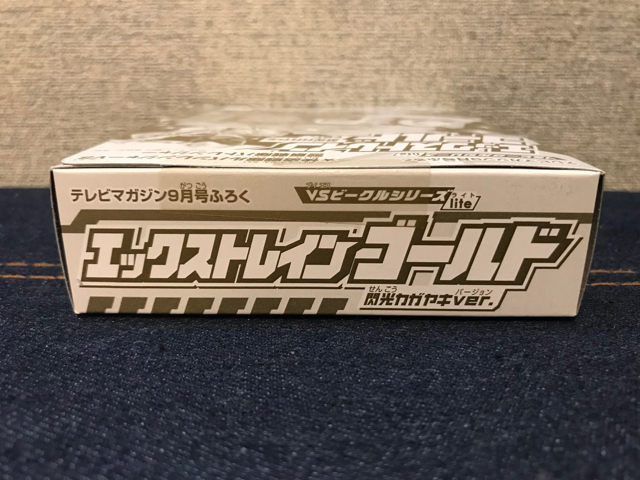 テレビマガジン9月号ふろく
VSビークルシリーズlite
エックストレインゴールド
閃光カガヤキver.